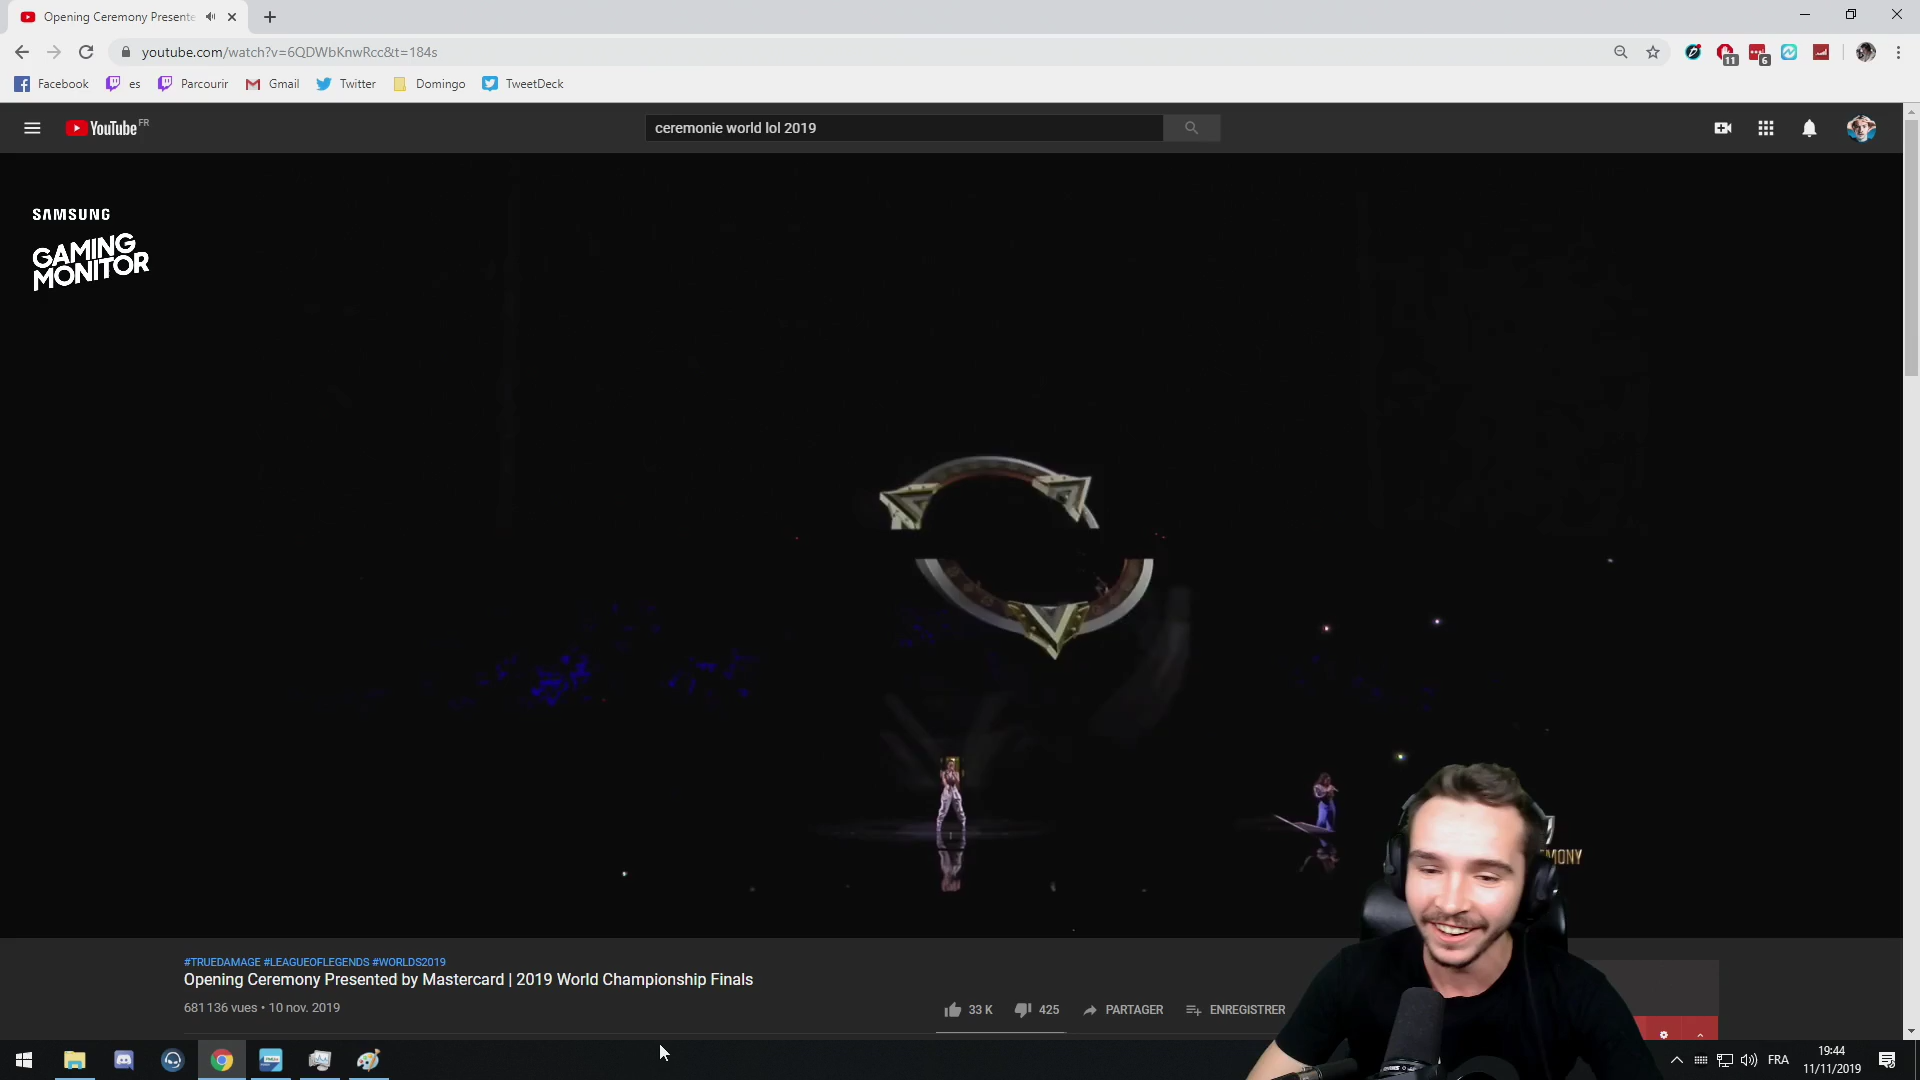 Opening Ceremony Presente
youtube.com/watch?v=6QDWbKnwRcc&t=184s
11
6
Facebook
es
Parcourir
Gmail
Twitter
Domingo
TweetDeck
YouTube FR
ceremonie world lol 2019
SAMSUNG
GAMING
MONITOR
MONY
#TRUEDAMAGE #LEAGUEOFLEGENDS #WORLDS2019
Opening Ceremony Presented by Mastercard | 2019 World Championship Finals
681 136 vues • 10 nov. 2019
33 K
425
PARTAGER
ENREGISTRER
FRA
19:44
11/11/2019